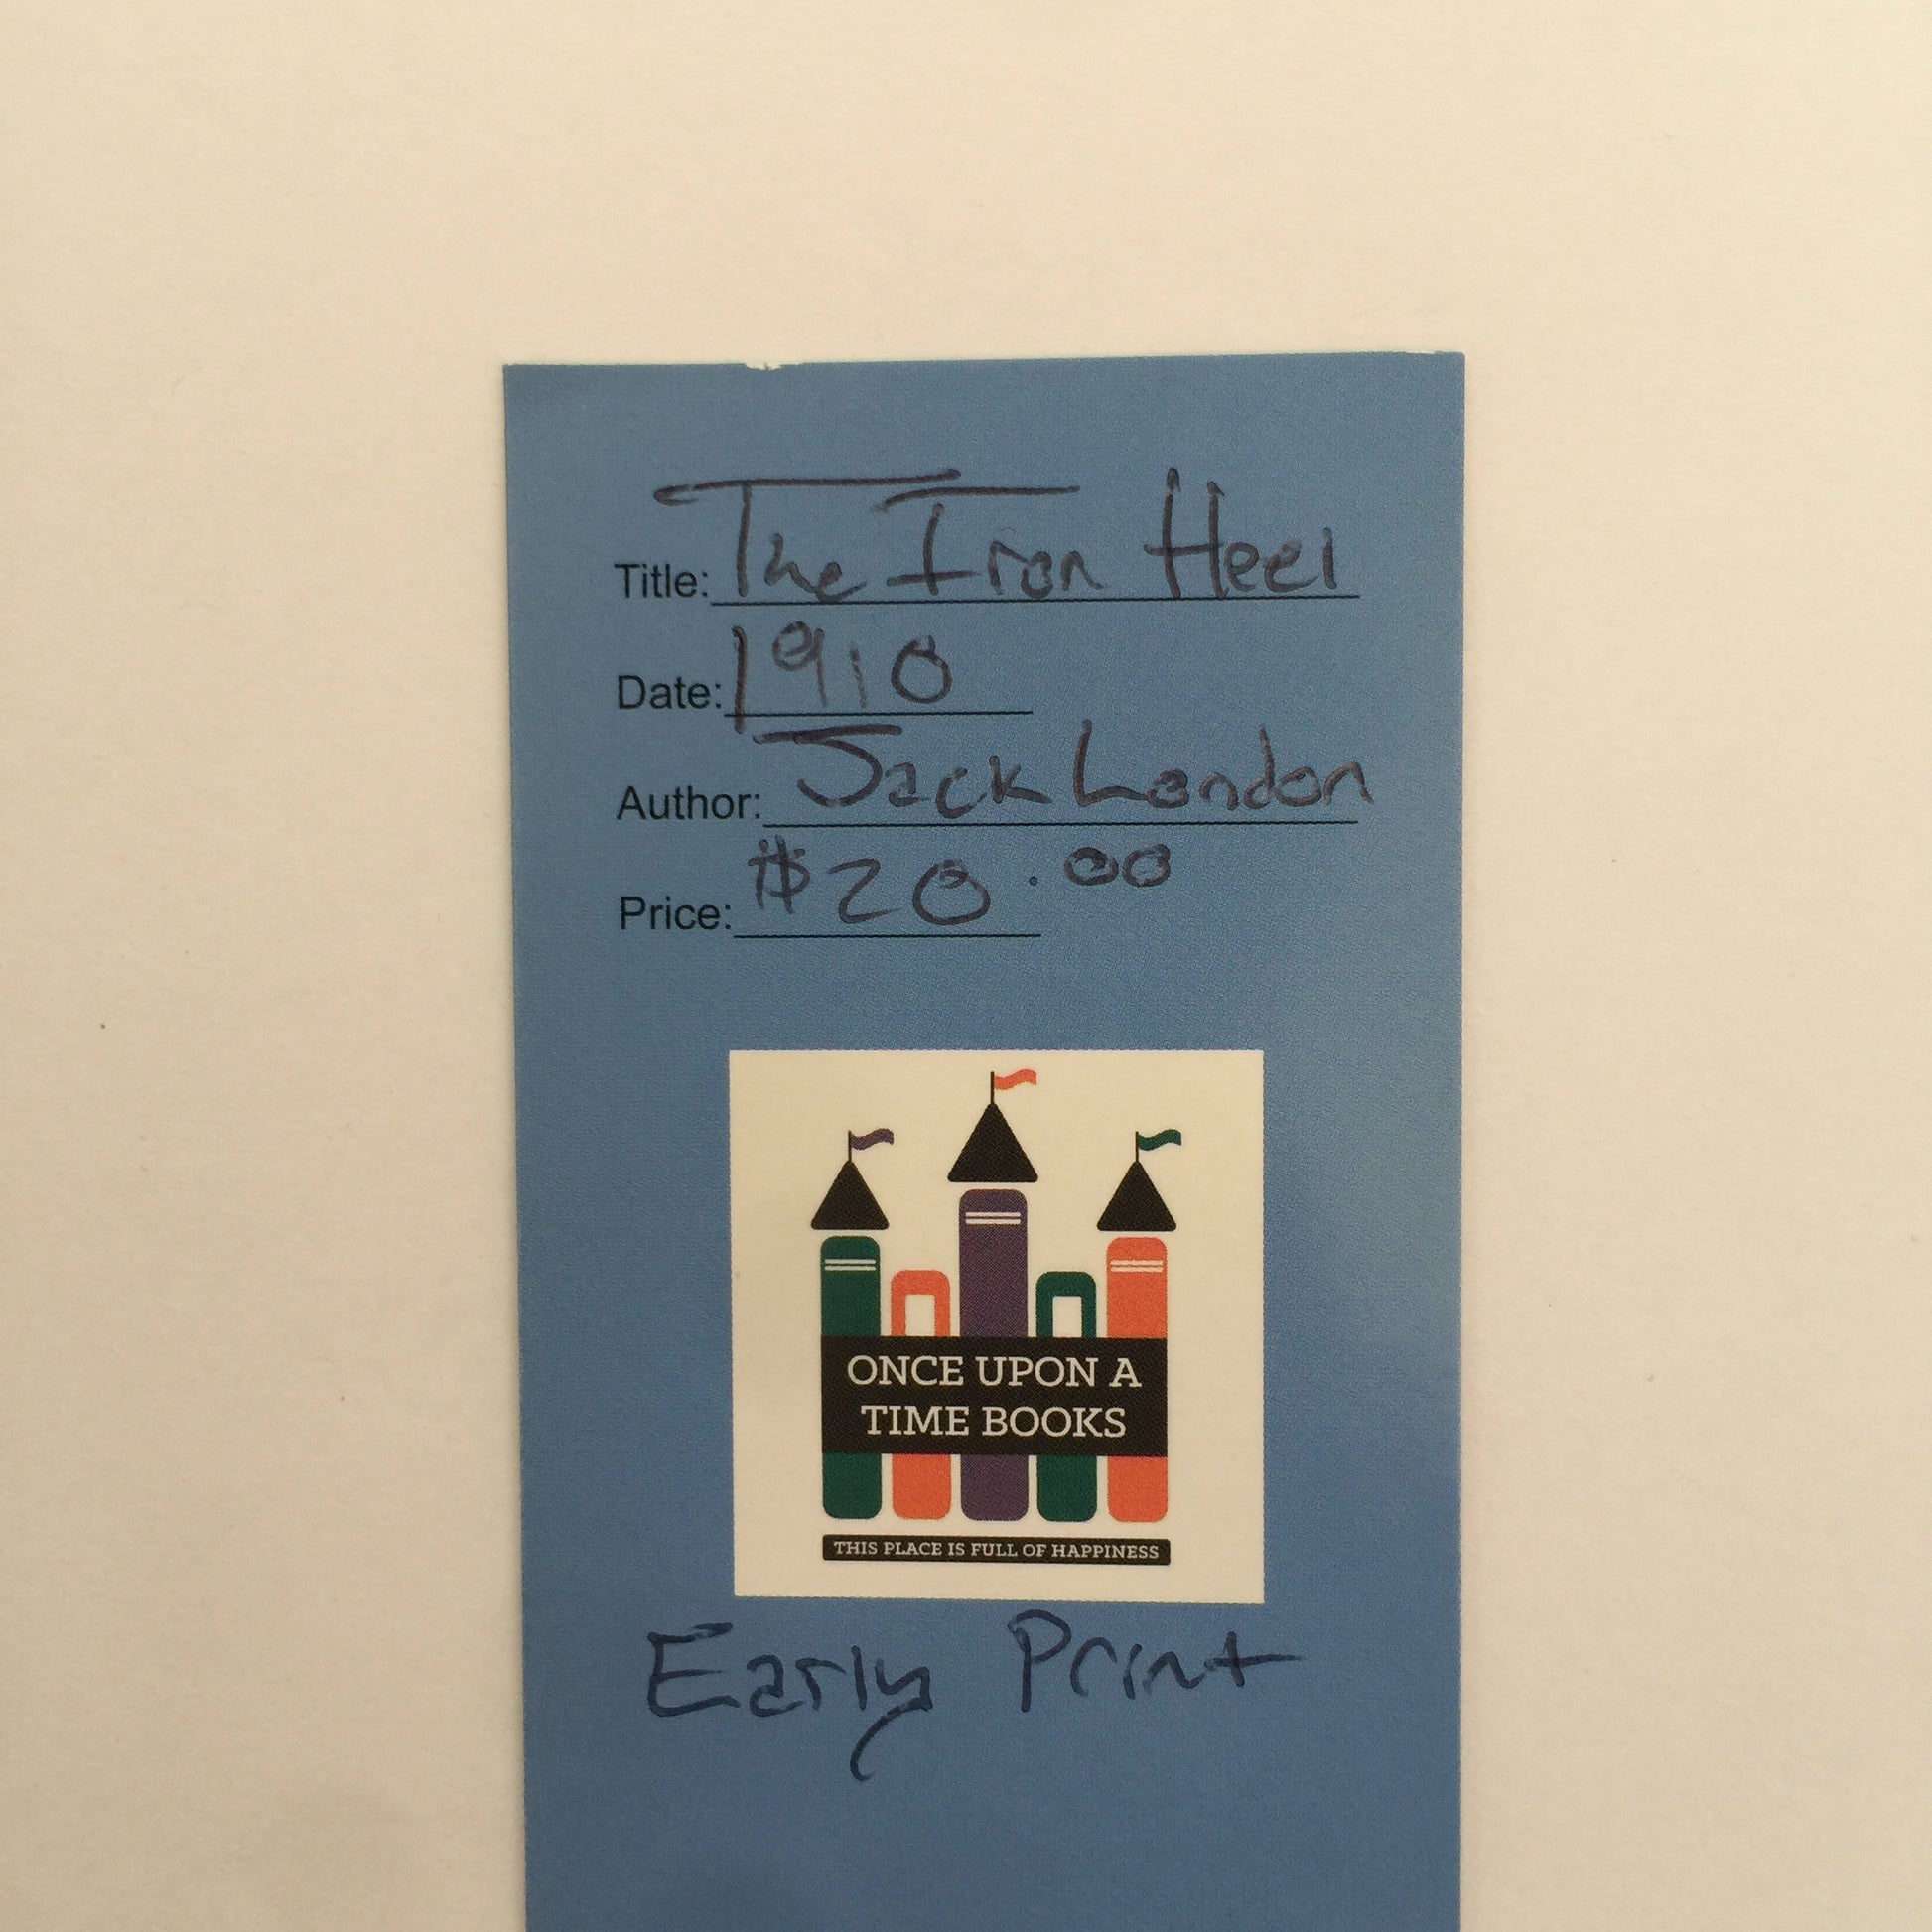 Title: The Iron Heel
Date: 1910
Author: Jack London
Price: $20.00
ONCE UPON A
TIME BOOKS
THIS PLACE IS FULL OF HAPPINESS
Early Print